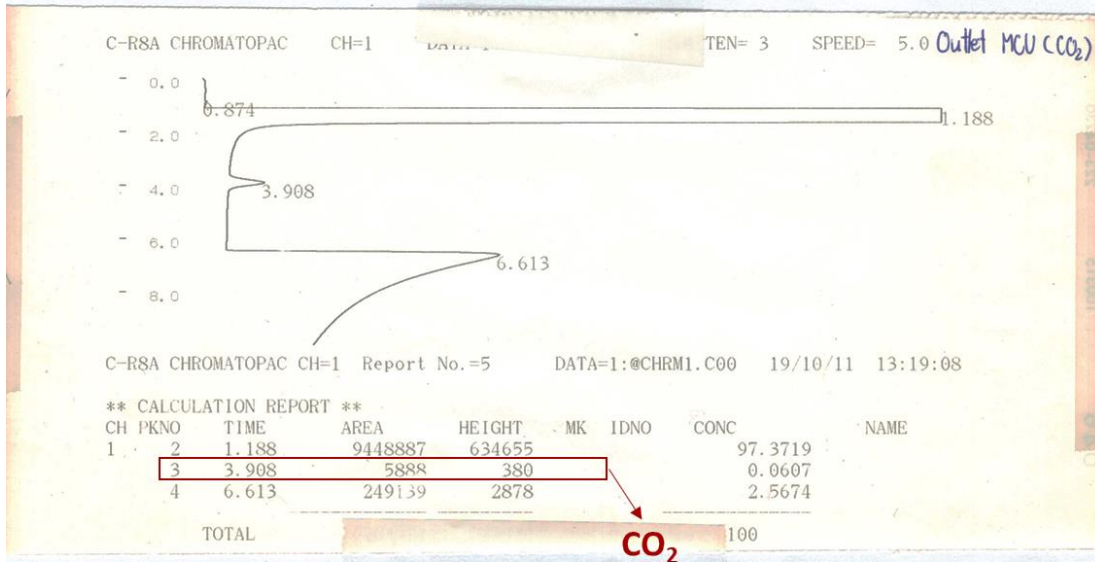 C-R8A CHROMATOPAC CH=1 TEN= 3 SPEED= 5.0 Outlet MCU (CO₂)
0.0
0.874
1.188
2.0
3.908
4.0
6.0
6.613
8.0
C-R8A CHROMATOPAC CH=1 Report No.=5 DATA=1:@CHRM1.C00 19/10/11 13:19:08
** CALCULATION REPORT **
CH PKNO TIME AREA HEIGHT MK IDNO CONC NAME
1 2 1.188 9448887 634655 97.3719
3 3.908 5888 380 0.0607
4 6.613 249139 2878 2.5674
TOTAL 100
CO₂